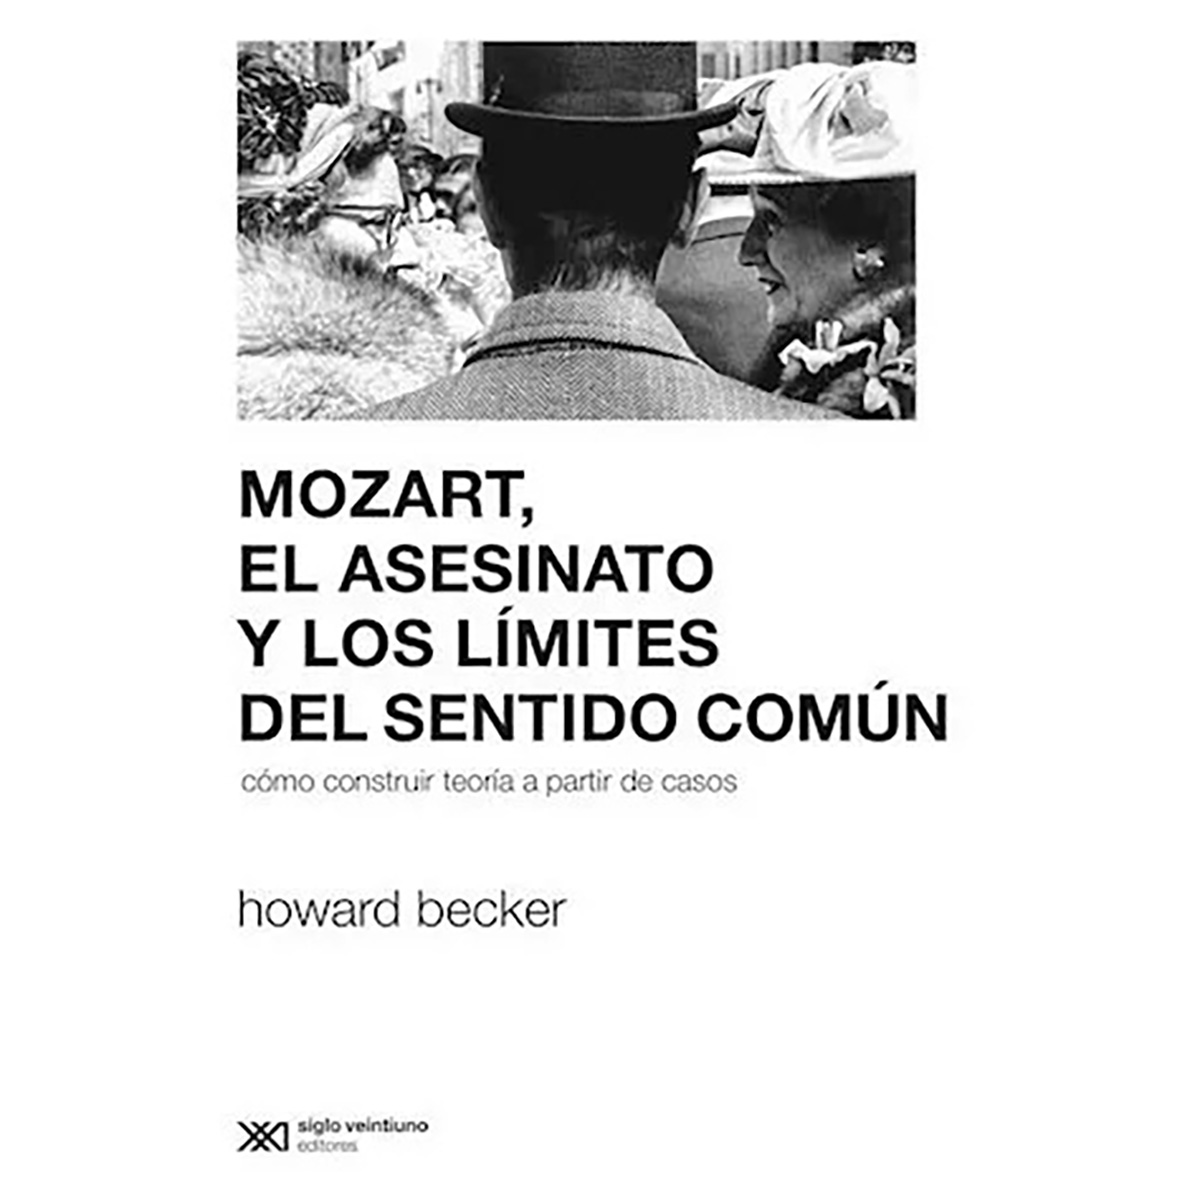 MOZART,
EL ASESINATO
Y LOS LÍMITES
DEL SENTIDO COMÚN
cómo construir teoría a partir de casos
howard becker
siglo veintiuno
editores